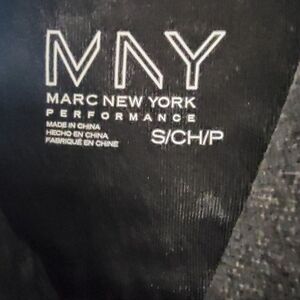 MNY
MARC NEW YORK
PERFORMANCE
MADE IN CHINA
HECHO EN CHINA
FABRIQUÉ EN CHINE
S/CH/P